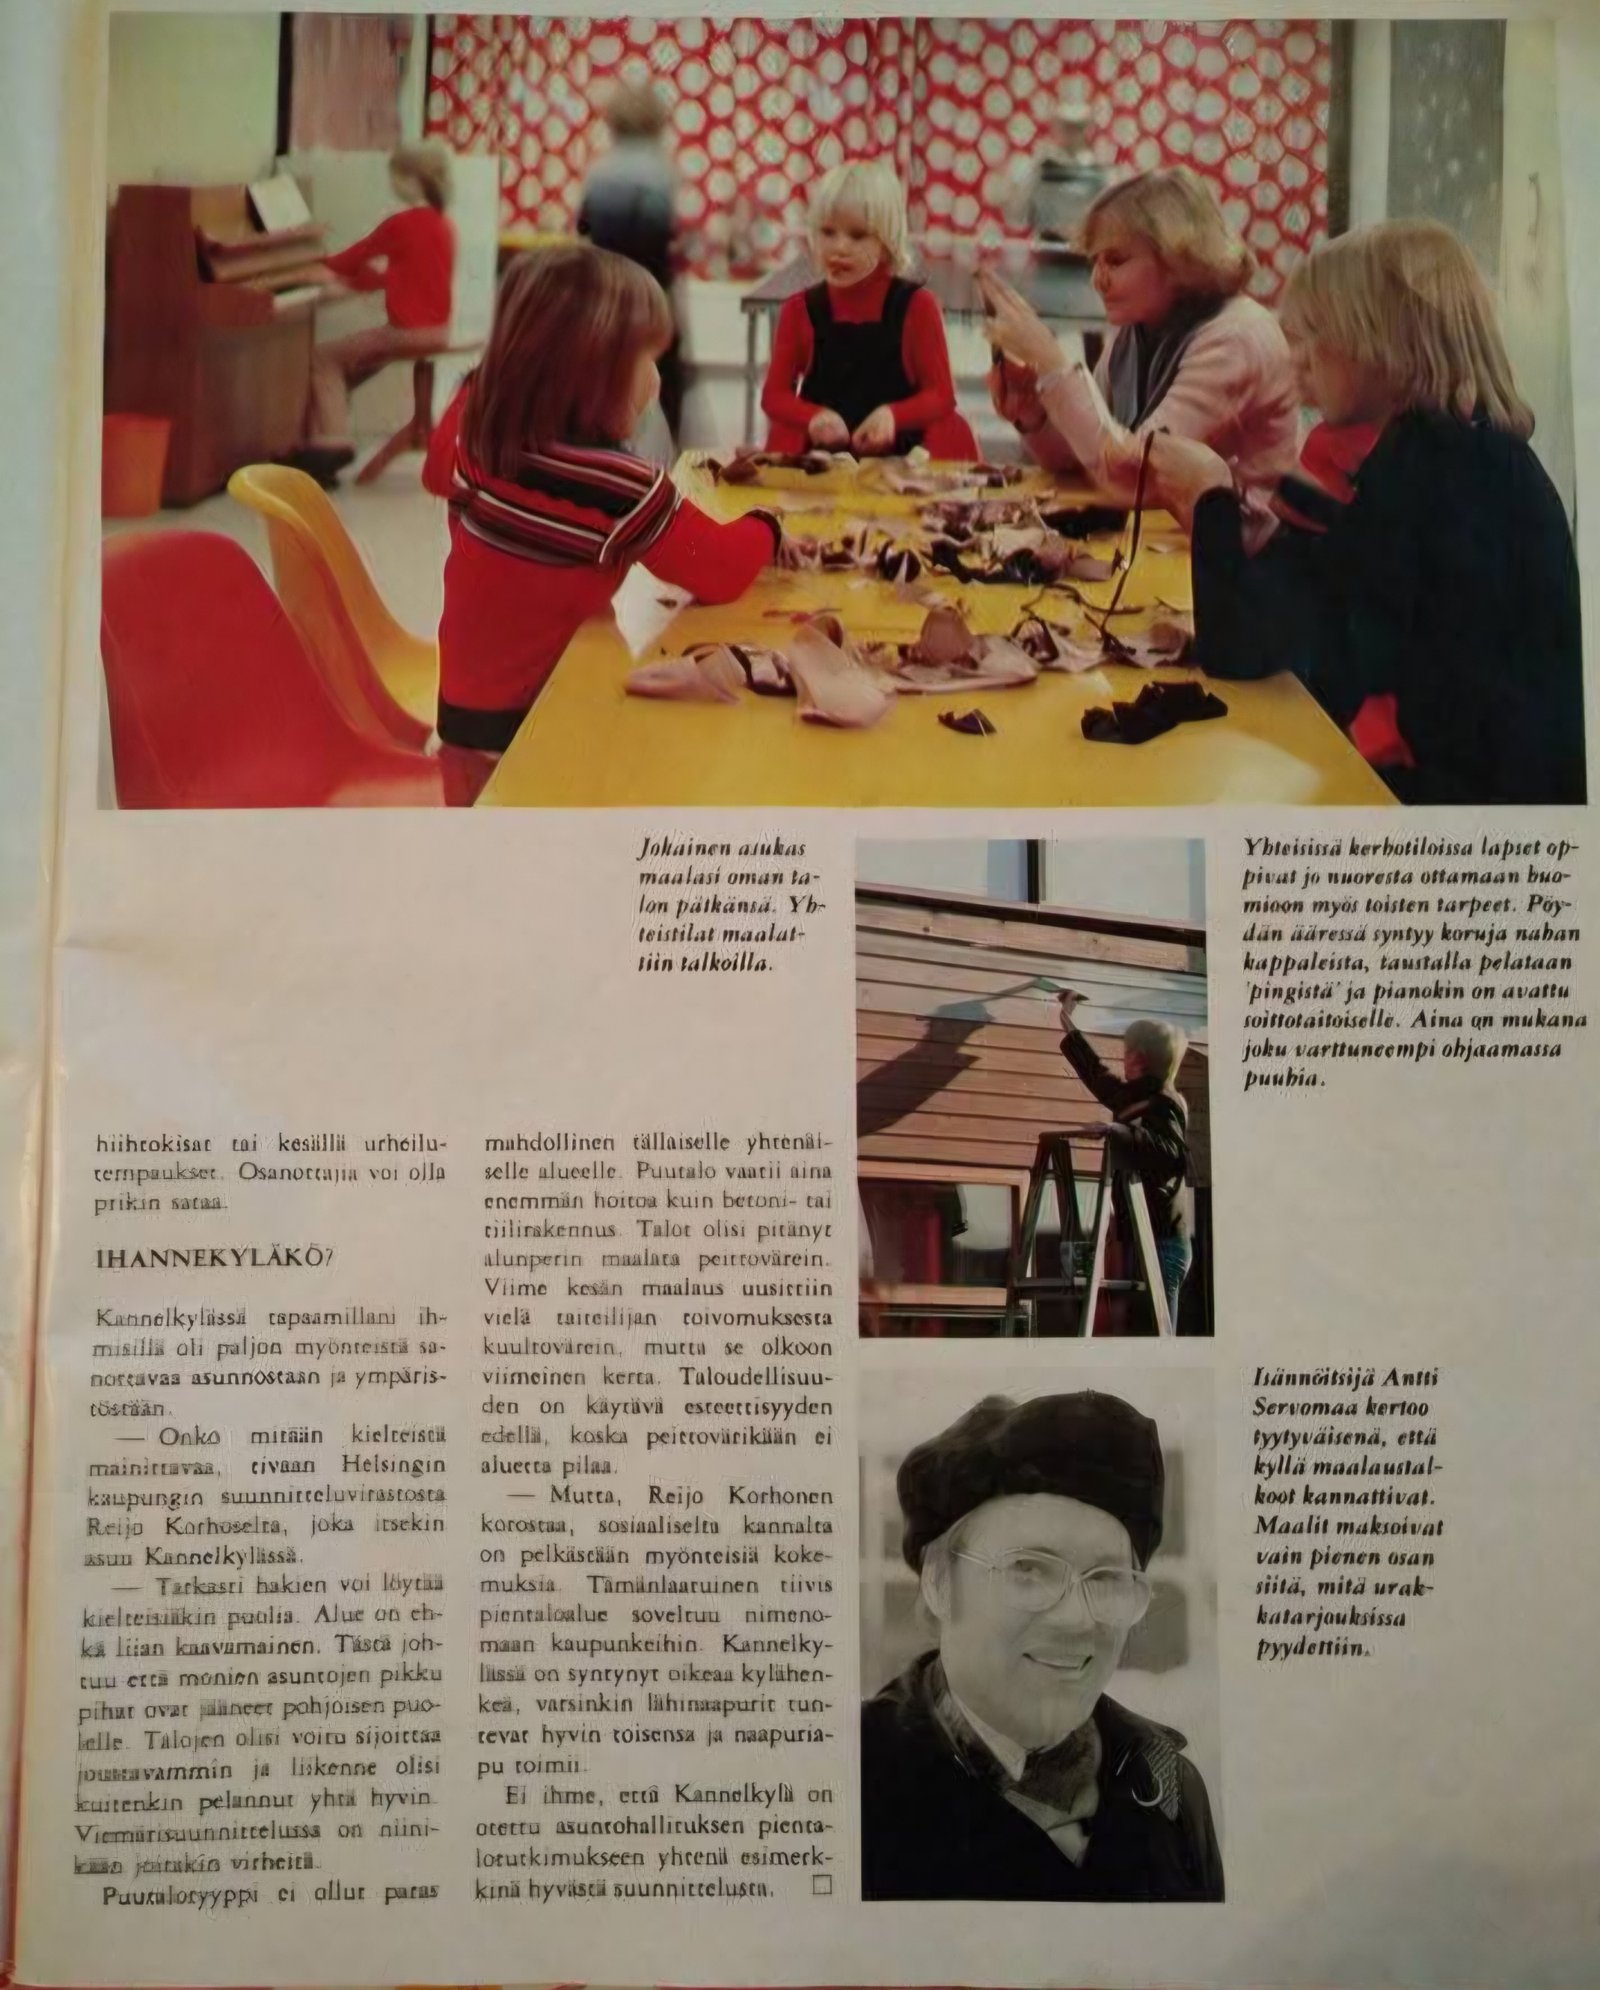 Jokainen asukas
maalasi oman ta-
lon pätkänsä. Yh-
teistilat maalat-
tiin talkoilla.
Yhteisissä kerhotiloissa lapset op-
pivat jo nuoresta ottamaan huo-
mioon myös toisten tarpeet. Pöy-
dän ääressä syntyy koruja nahan
kappaleista, taustalla pelataan
'pingistä' ja pianokin on avattu
soittotaitoiselle. Aina on mukana
joku varttuneempi ohjaamassa
puuhia.
hiihtokisat tai kesällä urheilu-
tempaukset. Osanottajia voi olla
prikin sataa.
IHANNEKYLÄKÖ?
Kannelkylässä tapaamillani ih-
misillä oli paljon myönteistä sa-
nottavaa asunnostaan ja ympäris-
töstään.
— Onko mitään kielteistä
mainittavaa, tivaan Helsingin
kaupungin suunnitteluvirastosta
Reijo Korhoselta, joka itsekin
asuu Kannelkylässä.
— Tarkasti hakien voi löytää
kielteisiäkin puolia. Alue on eh-
kä liian kaavamainen. Tästä joh-
tuu että monien asuntojen pikku
pihat ovat jääneet pohjoisen puo-
lelle. Talojen olisi voitu sijoittaa
joustavammin ja liikenne olisi
kuitenkin pelannut yhtä hyvin.
Viemärisuunnittelussa on niini-
kään joitakin virheitä.
Puutalotyyppi ei ollut paras
mahdollinen tällaiselle yhtenäi-
selle alueelle. Puutalo vaatii aina
enemmän hoitoa kuin betoni- tai
tiilirakennus. Talot olisi pitänyt
alunperin maalata peittovärein.
Viime kesän maalaus uusittiin
vielä taiteilijan toivomuksesta
kuultovärein, mutta se olkoon
viimeinen kerta. Taloudellisuu-
den on käytävä esteettisyyden
edellä, koska peittovärikään ei
aluetta pilaa.
— Mutta, Reijo Korhonen
korostaa, sosiaaliselta kannalta
on pelkästään myönteisiä koke-
muksia. Tämänlaatuinen tiivis
pientaloalue soveltuu nimeno-
maan kaupunkeihin. Kannelky-
lässä on syntynyt oikeaa kylähen-
keä, varsinkin lähinaapurit tun-
tevat hyvin toisensa ja naapuria-
pu toimii.
Ei ihme, että Kannelkylä on
otettu asuntohallituksen pienta-
lotutkimukseen yhtenä esimerk-
kinä hyvästä suunnittelusta.
Isännöitsijä Antti
Servomaa kertoo
tyytyväisenä, että
kyllä maalaustal-
koot kannattivat.
Maalit maksoivat
vain pienen osan
siitä, mitä urak-
katarjouksissa
pyydettiin.